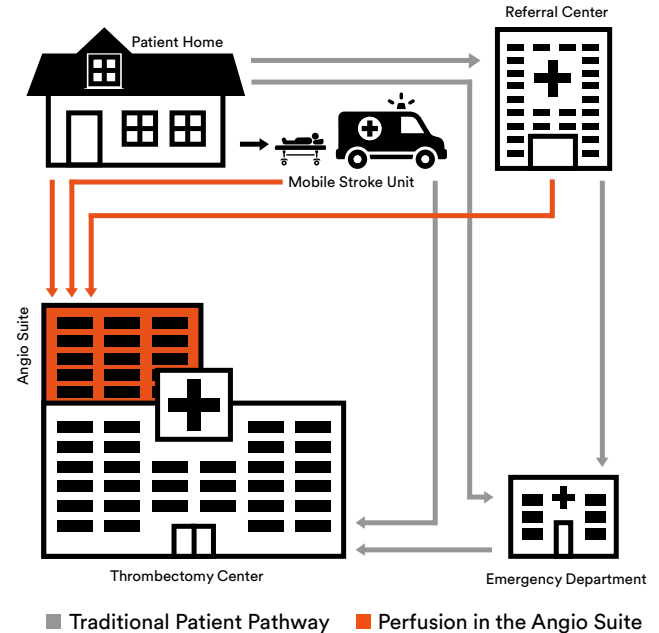 Referral Center
Patient Home
Mobile Stroke Unit
Angio Suite
Thrombectomy Center
Emergency Department
Traditional Patient Pathway
Perfusion in the Angio Suite